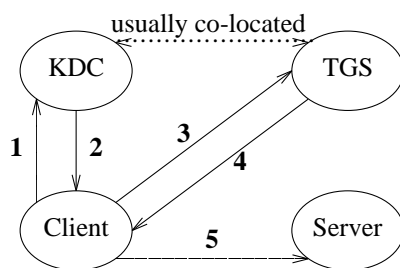 usually co-located
KDC
TGS
1
2
3
4
Client
5
Server